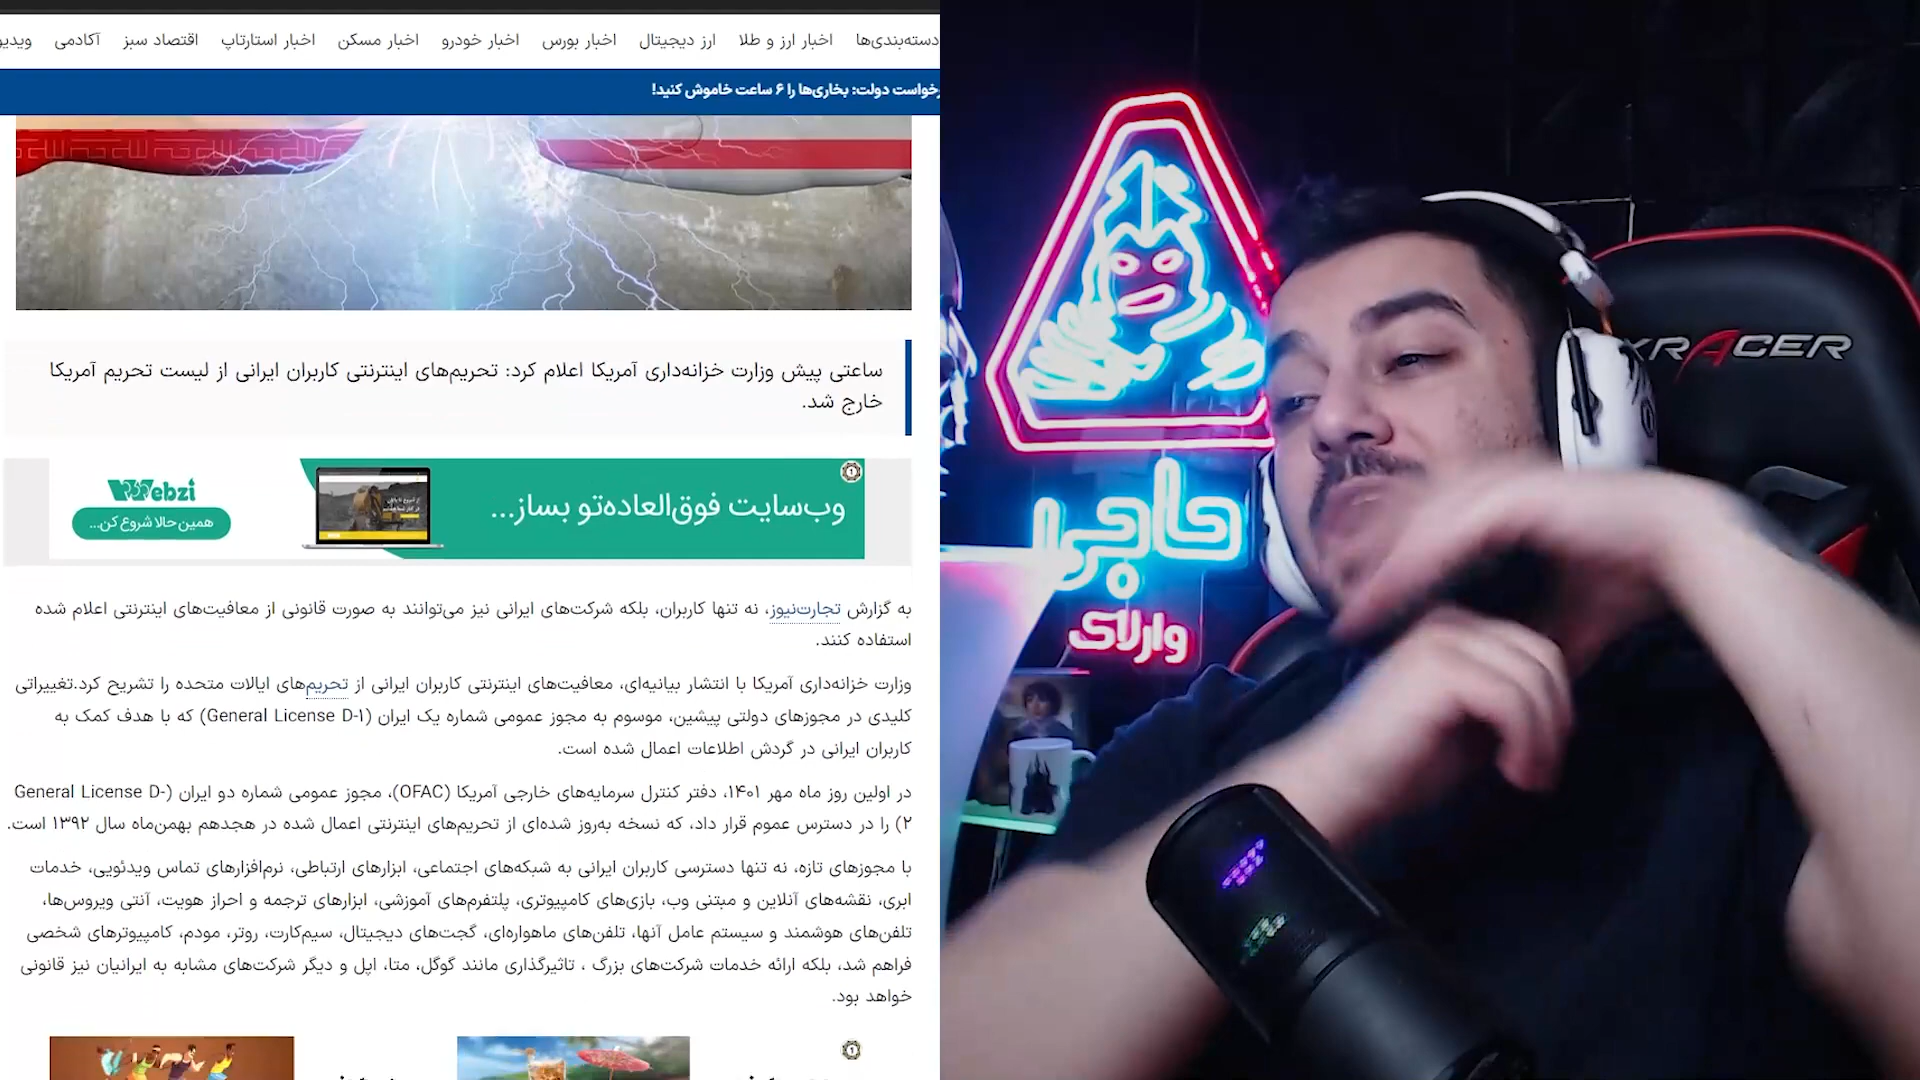 دسته‌بندی‌ها اخبار ارز و طلا ارز دیجیتال اخبار بورس اخبار خودرو اخبار مسکن اخبار استارتاپ اقتصاد سبز آکادمی
دولت: بخاری‌ها را ۶ ساعت خاموش کنید!
ساعتی پیش وزارت خزانه‌داری آمریکا اعلام کرد: تحریم‌های اینترنتی کاربران ایرانی از لیست تحریم آمریکا
خارج شد.
وب‌سایت فوق‌العاده‌تو بساز...
Webzi
همین حالا شروع کن...
به گزارش تجارت‌نیوز، نه تنها کاربران، بلکه شرکت‌های ایرانی نیز می‌توانند به صورت قانونی از معافیت‌های اینترنتی اعلام شده
استفاده کنند.
وزارت خزانه‌داری آمریکا با انتشار بیانیه‌ای، معافیت‌های اینترنتی کاربران ایرانی از تحریم‌های ایالات متحده را تشریح کرد.تغییراتی
کلیدی در مجوزهای دولتی پیشین، موسوم به مجوز عمومی شماره یک ایران (General License D-۱) که با هدف کمک به
کاربران ایرانی در گردش اطلاعات اعمال شده است.
در اولین روز ماه مهر ۱۴۰۱، دفتر کنترل سرمایه‌های خارجی آمریکا (OFAC)، مجوز عمومی شماره دو ایران (General License D-
۲) را در دسترس عموم قرار داد، که نسخه به‌روز شده‌ای از تحریم‌های اینترنتی اعمال شده در هجدهم بهمن‌ماه سال ۱۳۹۲ است.
با مجوزهای تازه، نه تنها دسترسی کاربران ایرانی به شبکه‌های اجتماعی، ابزارهای ارتباطی، نرم‌افزارهای تماس ویدئویی، خدمات
ابری، نقشه‌های آنلاین و مبتنی وب، بازی‌های کامپیوتری، پلتفرم‌های آموزشی، ابزارهای ترجمه و احراز هویت، آنتی ویروس‌ها،
تلفن‌های هوشمند و سیستم عامل آنها، تلفن‌های ماهواره‌ای، گجت‌های دیجیتال، سیم‌کارت، روتر، مودم، کامپیوترهای شخصی
فراهم شد، بلکه ارائه خدمات شرکت‌های بزرگ ، تاثیرگذاری مانند گوگل، متا، اپل و دیگر شرکت‌های مشابه به ایرانیان نیز قانونی
خواهد بود.
RACER
حاجی
وارلاک